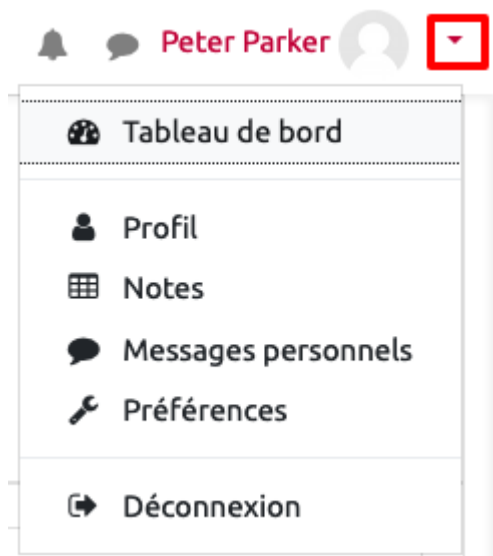 Peter Parker
Tableau de bord
Profil
Notes
Messages personnels
Préférences
Déconnexion